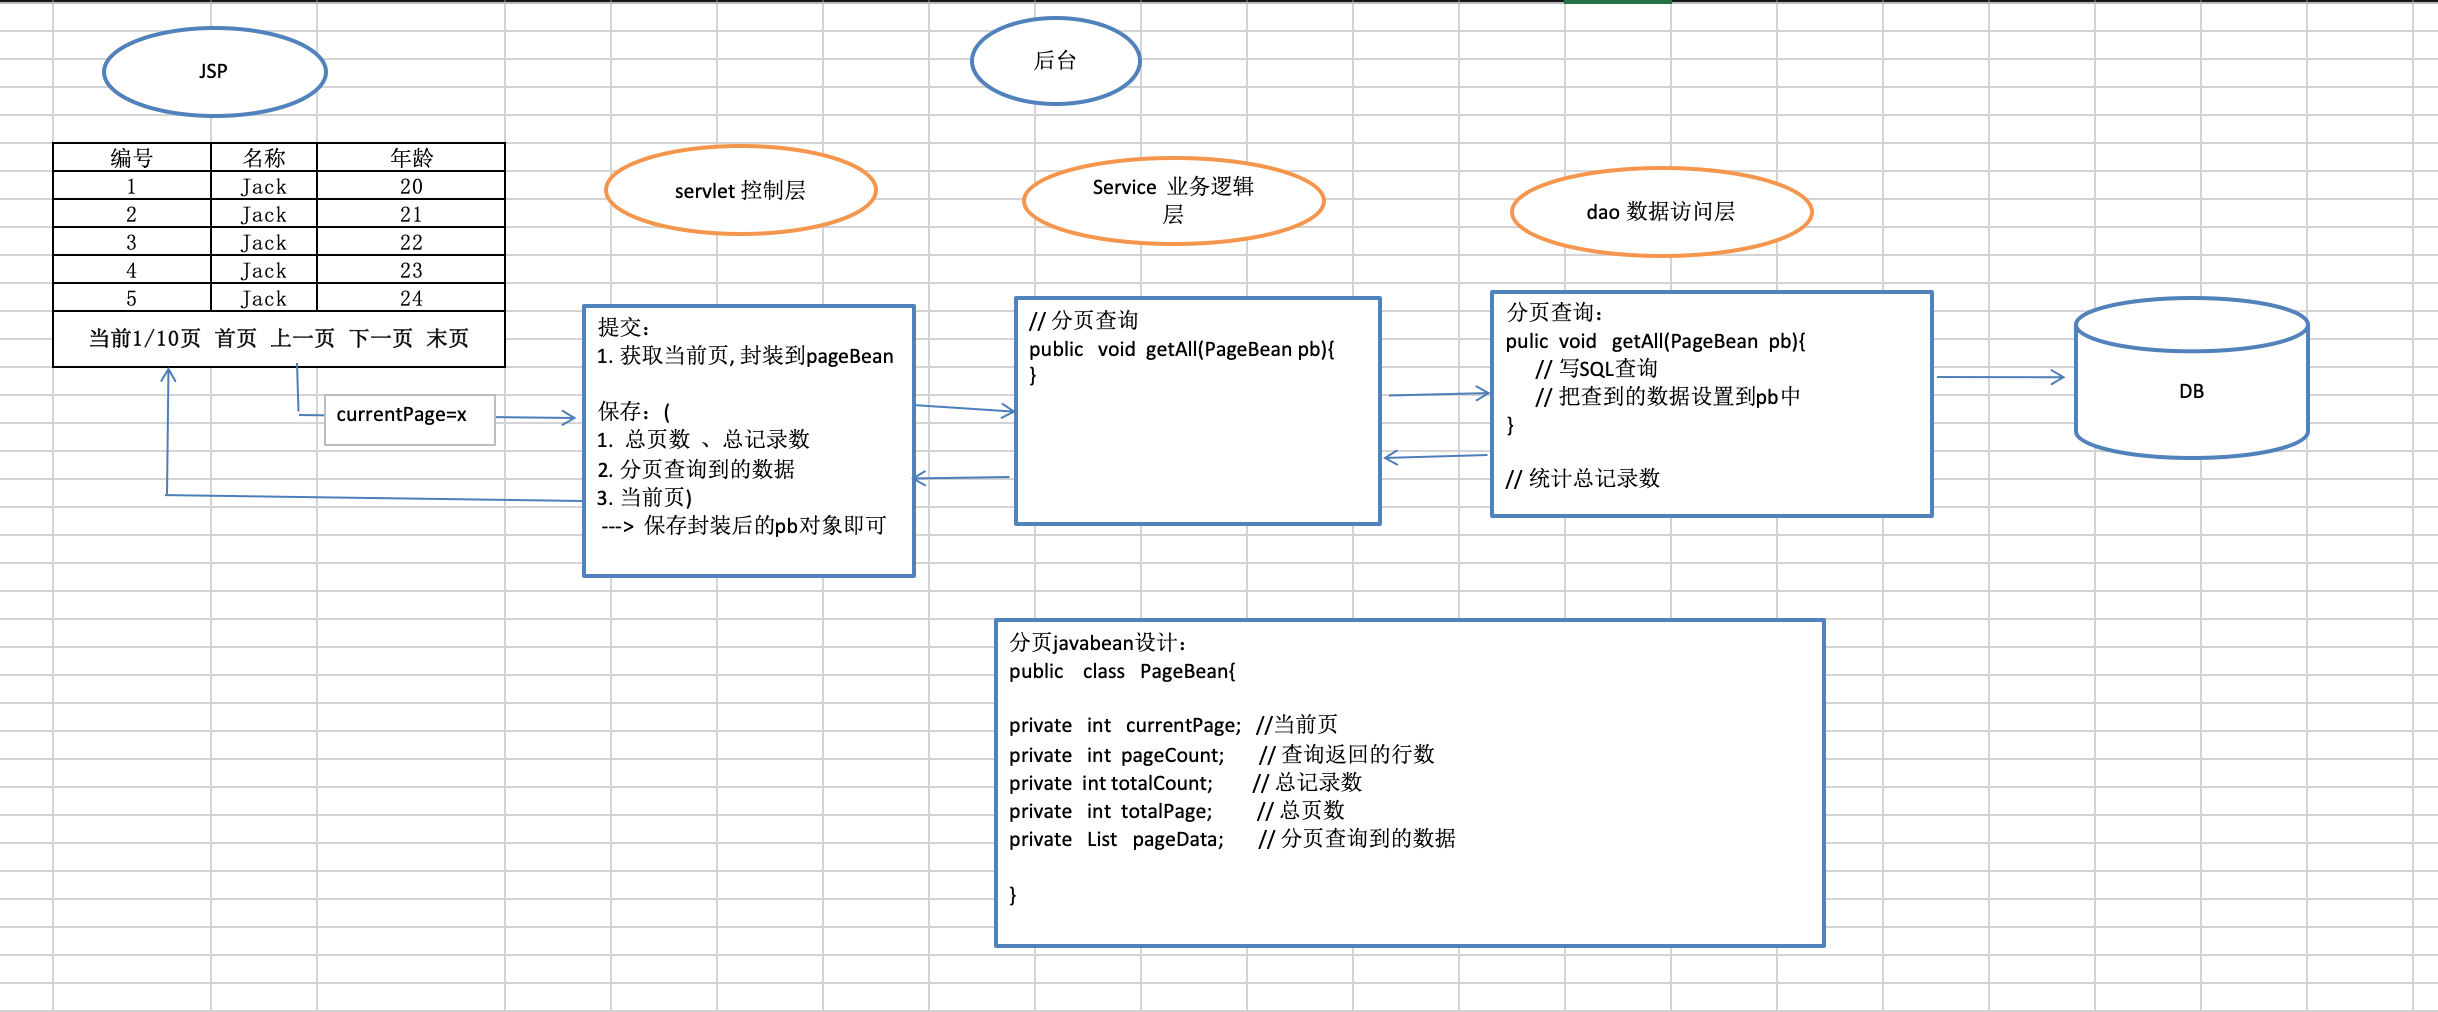 JSP
后台
编号 名称 年龄
1 Jack 20
2 Jack 21
3 Jack 22
4 Jack 23
5 Jack 24
当前1/10页 首页 上一页 下一页 末页
currentPage=x
servlet 控制层
提交：
1. 获取当前页, 封装到pageBean
保存：(
1. 总页数 、总记录数
2. 分页查询到的数据
3. 当前页)
---> 保存封装后的pb对象即可
Service 业务逻辑
层
// 分页查询
public void getAll(PageBean pb){
}
dao 数据访问层
分页查询：
pulic void getAll(PageBean pb){
// 写SQL查询
// 把查到的数据设置到pb中
}
// 统计总记录数
DB
分页javabean设计：
public class PageBean{
private int currentPage; //当前页
private int pageCount; // 查询返回的行数
private int totalCount; // 总记录数
private int totalPage; // 总页数
private List pageData; // 分页查询到的数据
}